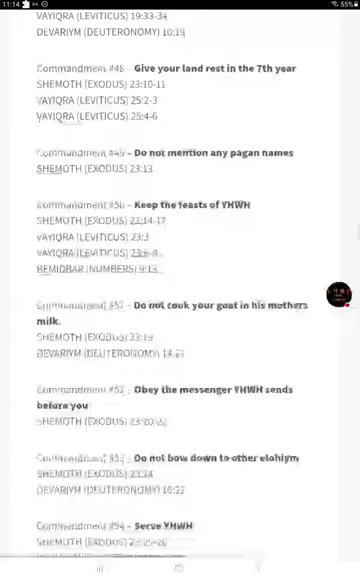 11:14
55%
VAYIQRA (LEVITICUS) 19:33-34
DEVARIYM (DEUTERONOMY) 10:19
Commandment #48 - Give your land rest in the 7th year
SHEMOTH (EXODUS) 23:10-11
VAYIQRA (LEVITICUS) 25:2-3
VAYIQRA (LEVITICUS) 25:4-6
Commandment #49 - Do not mention any pagan names
SHEMOTH (EXODUS) 23:13
Commandment #50 - Keep the feasts of YHWH
SHEMOTH (EXODUS) 23:14-17
VAYIQRA (LEVITICUS) 23:3
VAYIQRA (LEVITICUS) 23:6-8
BEMIDBAR (NUMBERS) 9:13
Commandment #51 - Do not cook your goat in his mothers
milk.
SHEMOTH (EXODUS) 23:19
DEVARIYM (DEUTERONOMY) 14:21
Commandment #52 - Obey the messenger YHWH sends
before you
SHEMOTH (EXODUS) 23:20-22
Commandment #53 - Do not bow down to other elohiym
SHEMOTH (EXODUS) 23:24
DEVARIYM (DEUTERONOMY) 16:22
Commandment #54 - Serve YHWH
SHEMOTH (EXODUS) 23:25-26